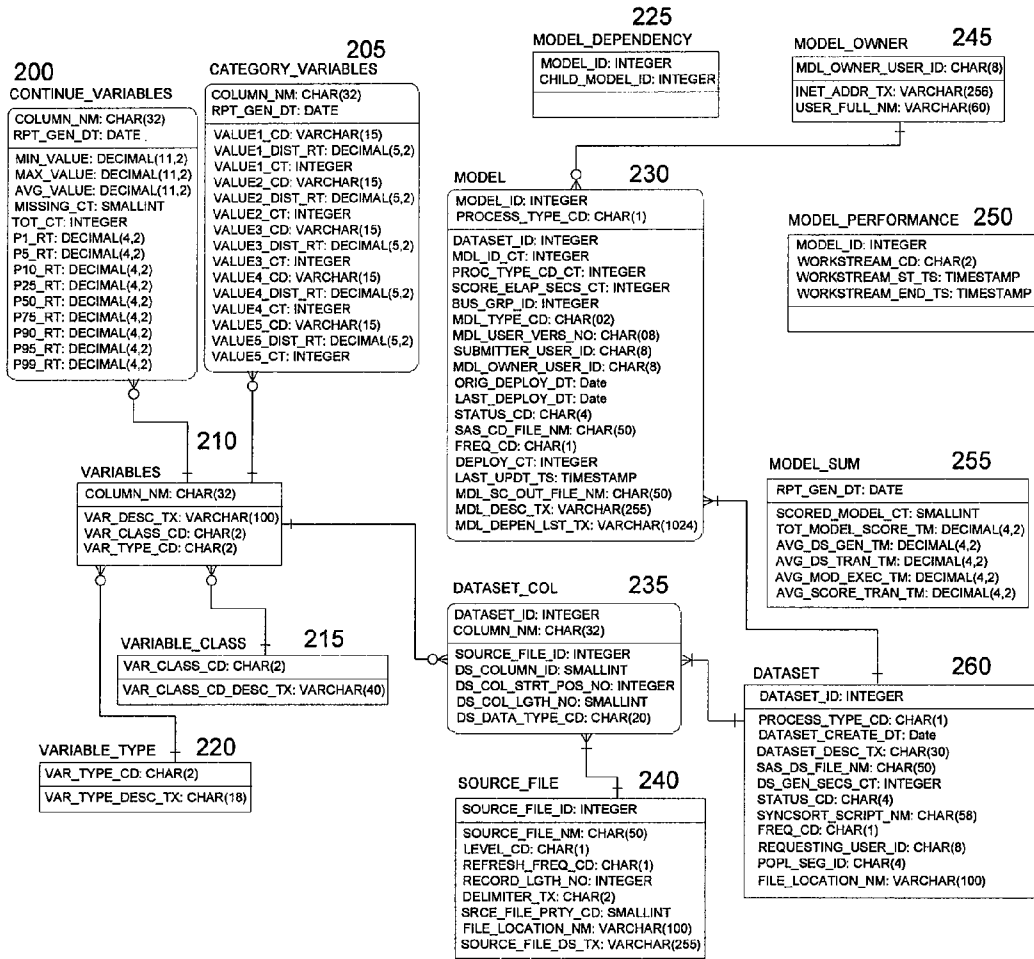 200
CONTINUE_VARIABLES
COLUMN_NM: CHAR(32)
RPT_GEN_DT: DATE
MIN_VALUE: DECIMAL(11,2)
MAX_VALUE: DECIMAL(11,2)
AVG_VALUE: DECIMAL(11,2)
MISSING_CT: SMALLINT
TOT_CT: INTEGER
P1_RT: DECIMAL(4,2)
P5_RT: DECIMAL(4,2)
P10_RT: DECIMAL(4,2)
P25_RT: DECIMAL(4,2)
P50_RT: DECIMAL(4,2)
P75_RT: DECIMAL(4,2)
P90_RT: DECIMAL(4,2)
P95_RT: DECIMAL(4,2)
P99_RT: DECIMAL(4,2)
205
CATEGORY_VARIABLES
COLUMN_NM: CHAR(32)
RPT_GEN_DT: DATE
VALUE1_CD: VARCHAR(15)
VALUE1_DIST_RT: DECIMAL(5,2)
VALUE1_CT: INTEGER
VALUE2_CD: VARCHAR(15)
VALUE2_DIST_RT: DECIMAL(5,2)
VALUE2_CT: INTEGER
VALUE3_CD: VARCHAR(15)
VALUE3_DIST_RT: DECIMAL(5,2)
VALUE3_CT: INTEGER
VALUE4_CD: VARCHAR(15)
VALUE4_DIST_RT: DECIMAL(5,2)
VALUE4_CT: INTEGER
VALUE5_CD: VARCHAR(15)
VALUE5_DIST_RT: DECIMAL(5,2)
VALUE5_CT: INTEGER
225
MODEL_DEPENDENCY
MODEL_ID: INTEGER
CHILD_MODEL_ID: INTEGER
245
MODEL_OWNER
MDL_OWNER_USER_ID: CHAR(8)
INET_ADDR_TX: VARCHAR(256)
USER_FULL_NM: VARCHAR(60)
230
MODEL
MODEL_ID: INTEGER
PROCESS_TYPE_CD: CHAR(1)
DATASET_ID: INTEGER
MDL_ID_CT: INTEGER
PROC_TYPE_CD_CT: INTEGER
SCORE_ELAP_SECS_CT: INTEGER
BUS_GRP_ID: INTEGER
MDL_TYPE_CD: CHAR(02)
MDL_USER_VERS_NO: CHAR(08)
SUBMITTER_USER_ID: CHAR(8)
MDL_OWNER_USER_ID: CHAR(8)
ORIG_DEPLOY_DT: Date
LAST_DEPLOY_DT: Date
STATUS_CD: CHAR(4)
SAS_CD_FILE_NM: CHAR(50)
FREQ_CD: CHAR(1)
DEPLOY_CT: INTEGER
LAST_UPDT_TS: TIMESTAMP
MDL_SC_OUT_FILE_NM: CHAR(50)
MDL_DESC_TX: VARCHAR(255)
MDL_DEPEN_LST_TX: VARCHAR(1024)
MODEL_PERFORMANCE 250
MODEL_ID: INTEGER
WORKSTREAM_CD: CHAR(2)
WORKSTREAM_ST_TS: TIMESTAMP
WORKSTREAM_END_TS: TIMESTAMP
210
VARIABLES
COLUMN_NM: CHAR(32)
VAR_DESC_TX: VARCHAR(100)
VAR_CLASS_CD: CHAR(2)
VAR_TYPE_CD: CHAR(2)
255
MODEL_SUM
RPT_GEN_DT: DATE
SCORED_MODEL_CT: SMALLINT
TOT_MODEL_SCORE_TM: DECIMAL(4,2)
AVG_DS_GEN_TM: DECIMAL(4,2)
AVG_DS_TRAN_TM: DECIMAL(4,2)
AVG_MOD_EXEC_TM: DECIMAL(4,2)
AVG_SCORE_TRAN_TM: DECIMAL(4,2)
235
DATASET_COL
DATASET_ID: INTEGER
COLUMN_NM: CHAR(32)
SOURCE_FILE_ID: INTEGER
DS_COLUMN_ID: SMALLINT
DS_COL_STRT_POS_NO: INTEGER
DS_COL_LGTH_NO: SMALLINT
DS_DATA_TYPE_CD: CHAR(20)
VARIABLE_CLASS 215
VAR_CLASS_CD: CHAR(2)
VAR_CLASS_CD_DESC_TX: VARCHAR(40)
220
VARIABLE_TYPE
VAR_TYPE_CD: CHAR(2)
VAR_TYPE_DESC_TX: CHAR(18)
240
SOURCE_FILE
SOURCE_FILE_ID: INTEGER
SOURCE_FILE_NM: CHAR(50)
LEVEL_CD: CHAR(1)
REFRESH_FREQ_CD: CHAR(1)
RECORD_LGTH_NO: INTEGER
DELIMITER_TX: CHAR(2)
SRCE_FILE_PRTY_CD: SMALLINT
FILE_LOCATION_NM: VARCHAR(100)
SOURCE_FILE_DS_TX: VARCHAR(255)
260
DATASET
DATASET_ID: INTEGER
PROCESS_TYPE_CD: CHAR(1)
DATASET_CREATE_DT: Date
DATASET_DESC_TX: CHAR(30)
SAS_DS_FILE_NM: CHAR(50)
DS_GEN_SECS_CT: INTEGER
STATUS_CD: CHAR(4)
SYNCSORT_SCRIPT_NM: CHAR(58)
FREQ_CD: CHAR(1)
REQUESTING_USER_ID: CHAR(8)
POPL_SEG_ID: CHAR(4)
FILE_LOCATION_NM: VARCHAR(100)